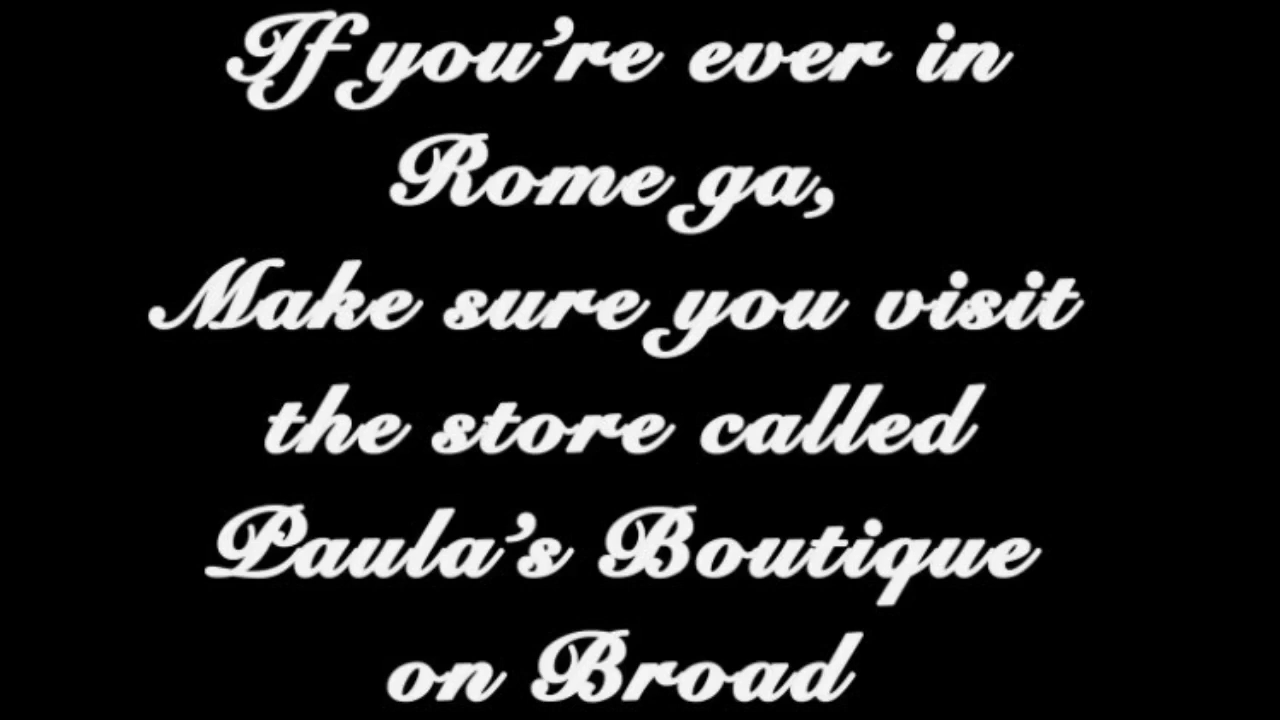 If you're ever in
Rome ga,
Make sure you visit
the store called
Paula's Boutique
on Broad